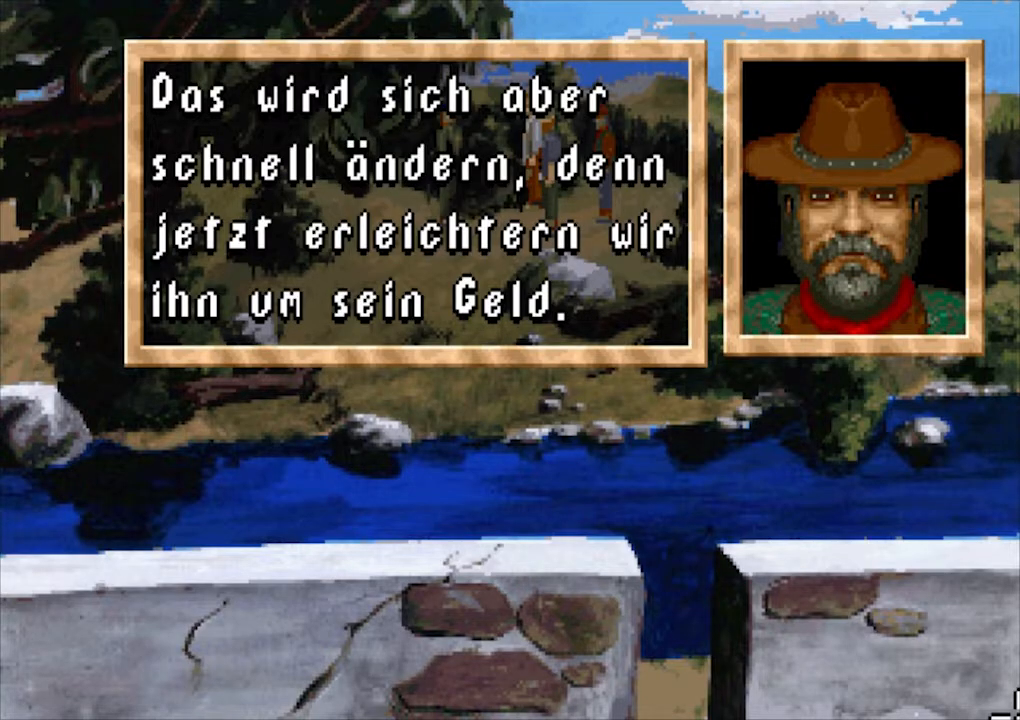 Das wird sich aber
schnell ändern, denn
jetzt erleichtern wir
ihn um sein Geld.